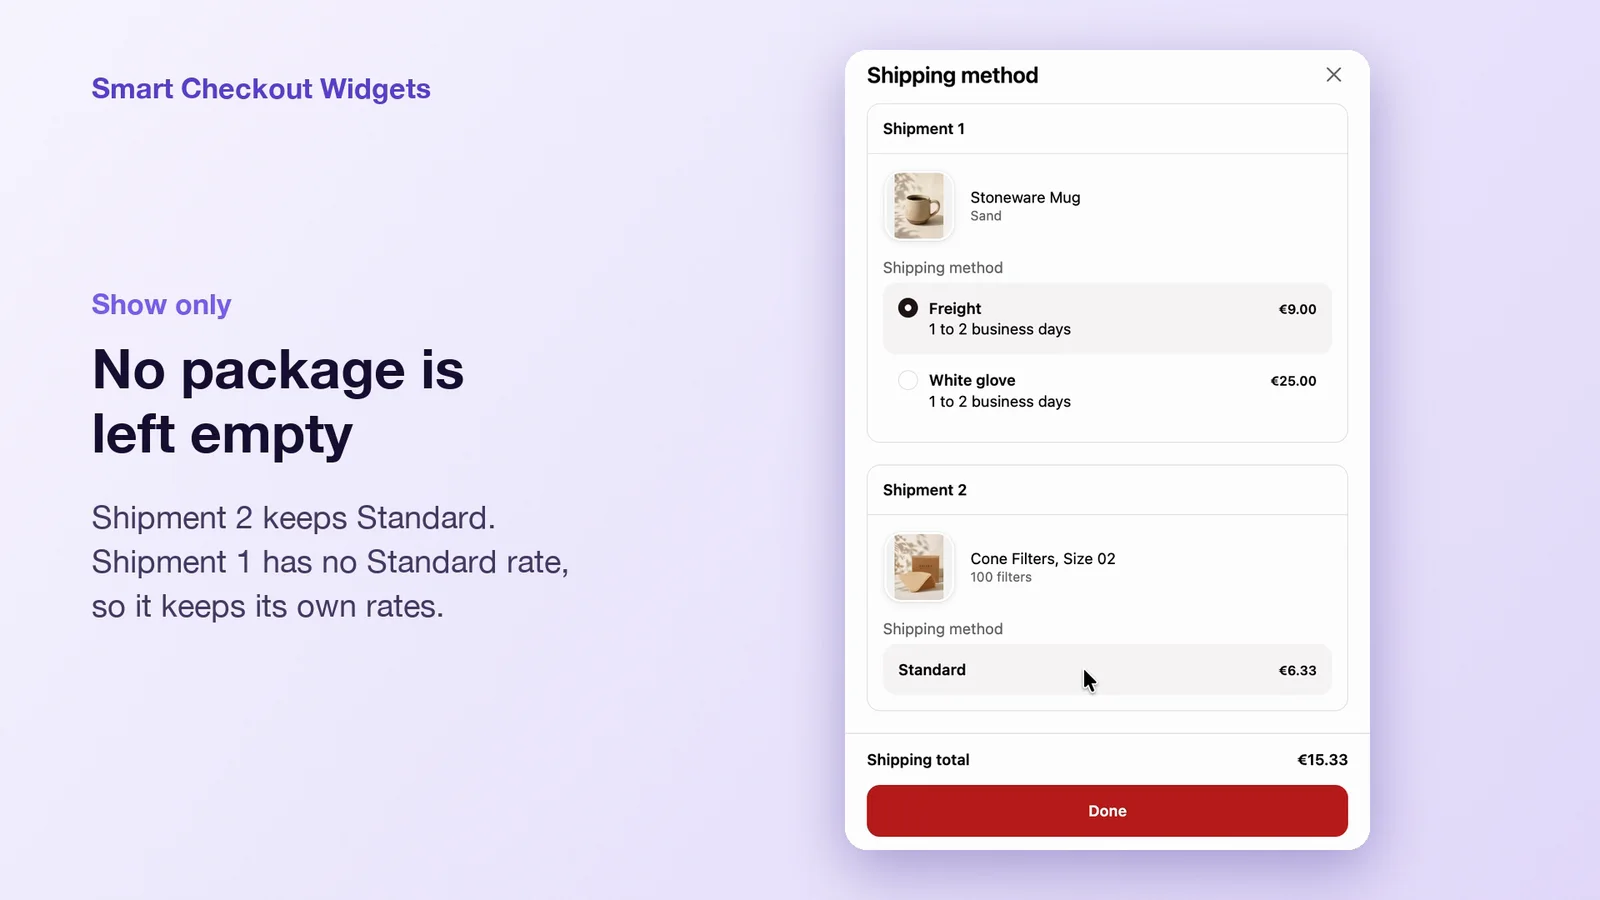 Smart Checkout Widgets
Show only
No package is
left empty
Shipment 2 keeps Standard.
Shipment 1 has no Standard rate,
so it keeps its own rates.
Shipping method
Shipment 1
Stoneware Mug
Sand
Shipping method
Freight €9.00
1 to 2 business days
White glove €25.00
1 to 2 business days
Shipment 2
Cone Filters, Size 02
100 filters
Shipping method
Standard €6.33
Shipping total €15.33
Done